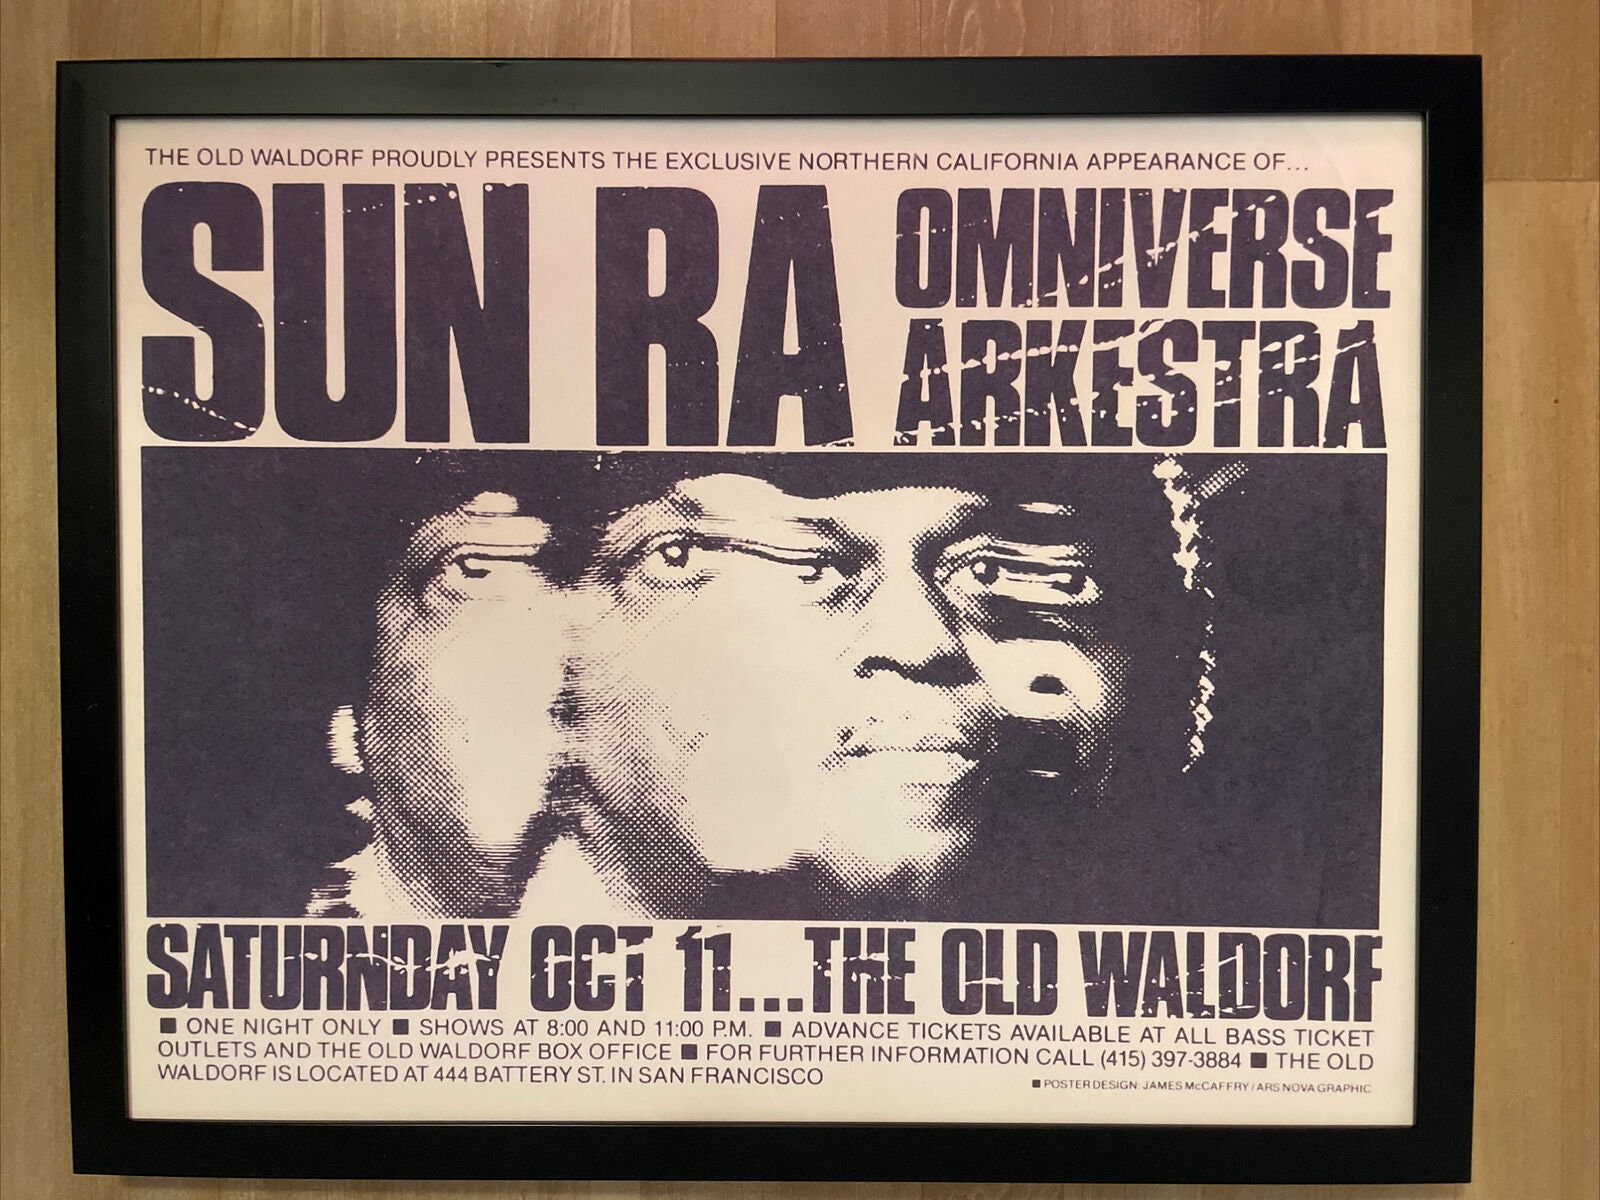 THE OLD WALDORF PROUDLY PRESENTS THE EXCLUSIVE NORTHERN CALIFORNIA APPEARANCE OF...
SUN RA
OMNIVERSE
ARKESTRA
SATURNDAY OCT 11...THE OLD WALDORF
■ ONE NIGHT ONLY ■ SHOWS AT 8:00 AND 11:00 P.M. ■ ADVANCE TICKETS AVAILABLE AT ALL BASS TICKET
OUTLETS AND THE OLD WALDORF BOX OFFICE ■ FOR FURTHER INFORMATION CALL (415) 397-3884 ■ THE OLD
WALDORF IS LOCATED AT 444 BATTERY ST. IN SAN FRANCISCO
■ POSTER DESIGN: JAMES McCAFFRY / ARS NOVA GRAPHIC